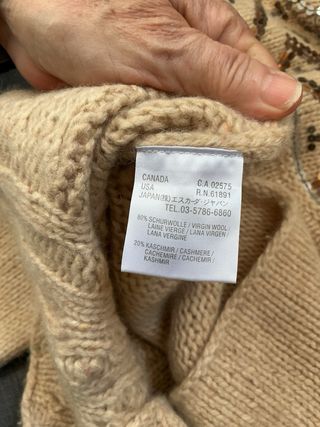 CANADA C.A.02575
USA R.N.61891
JAPAN(株)エスカーダ・ジャパン
TEL.03-5786-6860
80% SCHURWOLLE / VIRGIN WOOL /
LAINE VIERGE / LANA VIRGEN /
LANA VERGINE
20% KASCHMIR / CASHMERE /
CACHEMIRE / CACHEMIR /
KASHMIR